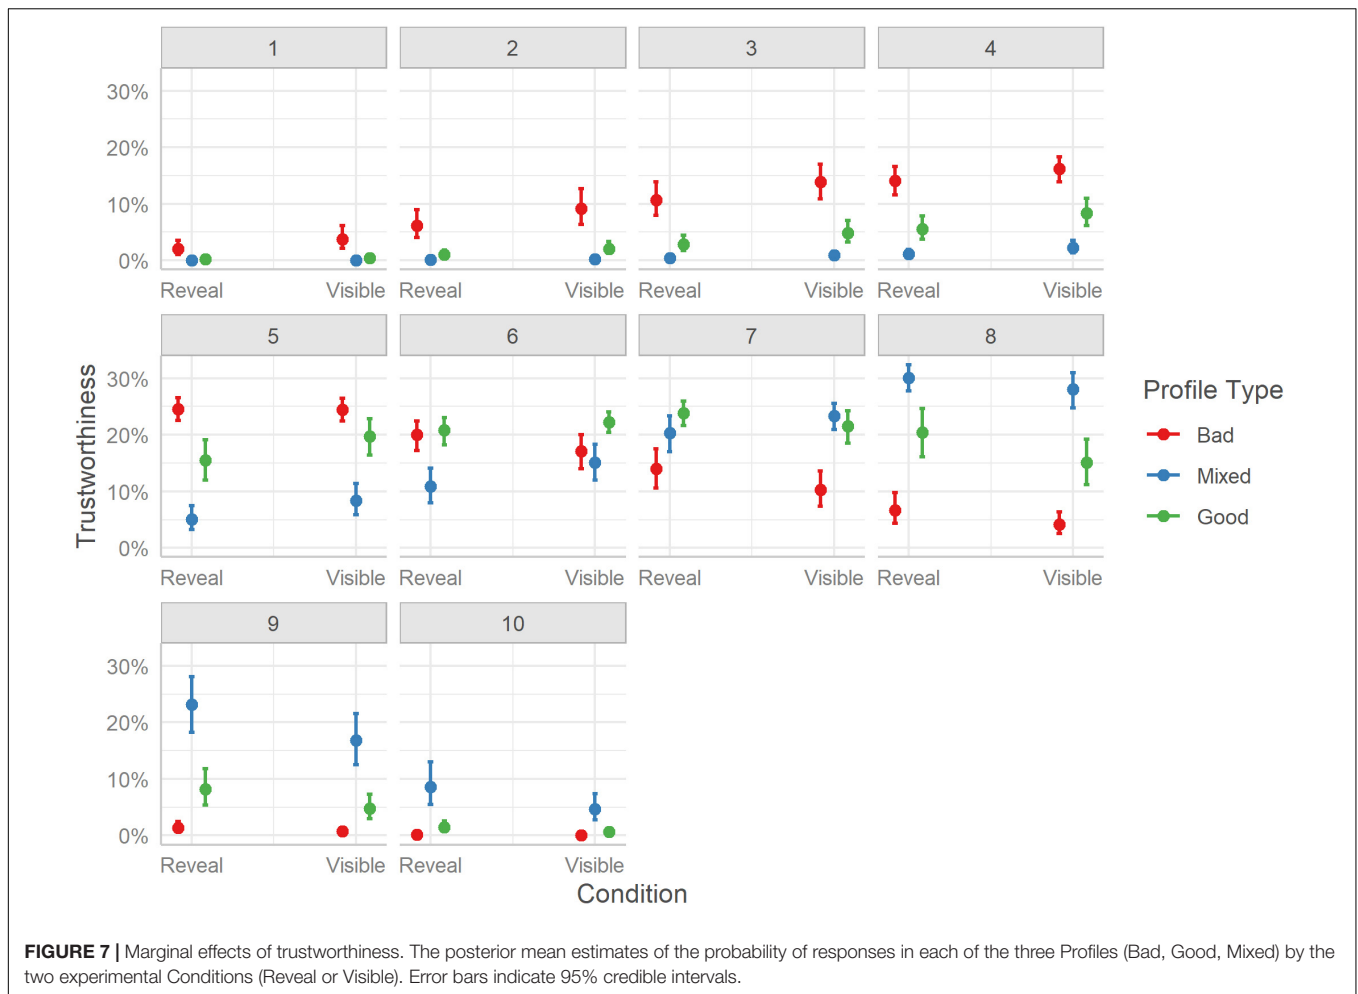 1 2 3 4
30%
20%
10%
0%
Reveal Visible Reveal Visible Reveal Visible Reveal Visible
5 6 7 8
30%
20%
10%
0%
Reveal Visible Reveal Visible Reveal Visible Reveal Visible
9 10
30%
20%
10%
0%
Reveal Visible Reveal Visible
Trustworthiness
Condition
Profile Type
Bad
Mixed
Good
FIGURE 7 | Marginal effects of trustworthiness. The posterior mean estimates of the probability of responses in each of the three Profiles (Bad, Good, Mixed) by the
two experimental Conditions (Reveal or Visible). Error bars indicate 95% credible intervals.